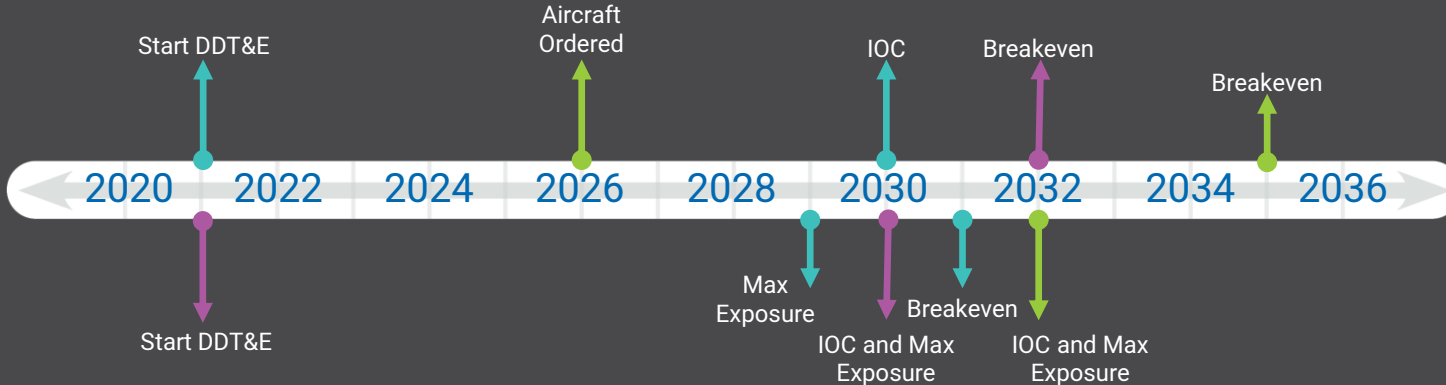 Aircraft
Ordered
Start DDT&E
IOC
Breakeven
Breakeven
2020 2022 2024 2026 2028 2030 2032 2034 2036
Max
Exposure
Breakeven
Start DDT&E
IOC and Max
Exposure
IOC and Max
Exposure